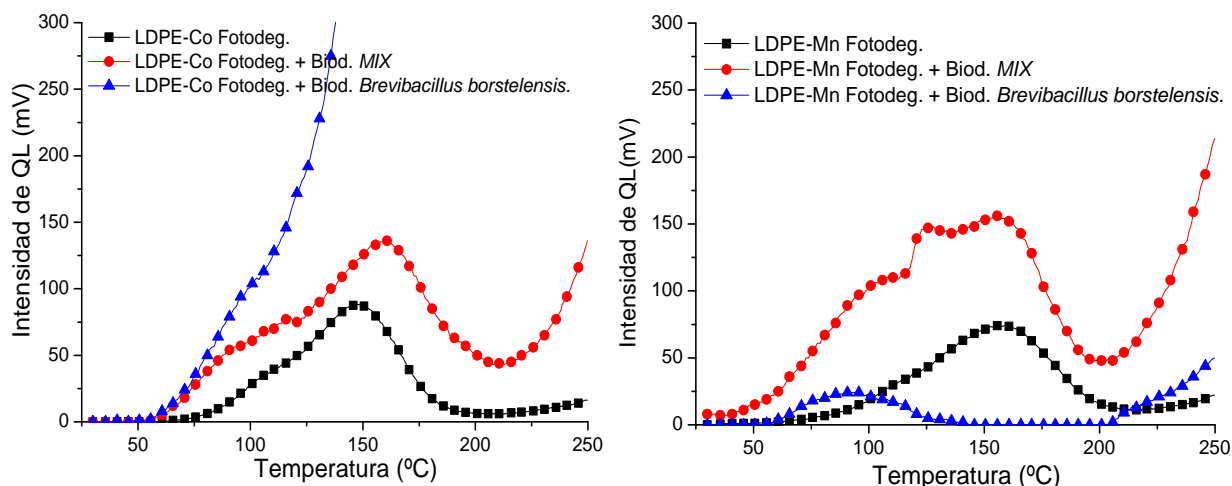 300
250
200
150
100
50
0
Intensidad de QL (mV)
LDPE-Co Fotodeg.
LDPE-Co Fotodeg. + Biod. MIX
LDPE-Co Fotodeg. + Biod. Brevibacillus borstelensis.
50
100
150
200
250
Temperatura (ºC)
300
250
200
150
100
50
0
Intensidad de QL(mV)
LDPE-Mn Fotodeg.
LDPE-Mn Fotodeg. + Biod. MIX
LDPE-Mn Fotodeg. + Biod. Brevibacillus borstelensis.
50
100
150
200
250
Temperatura (ºC)